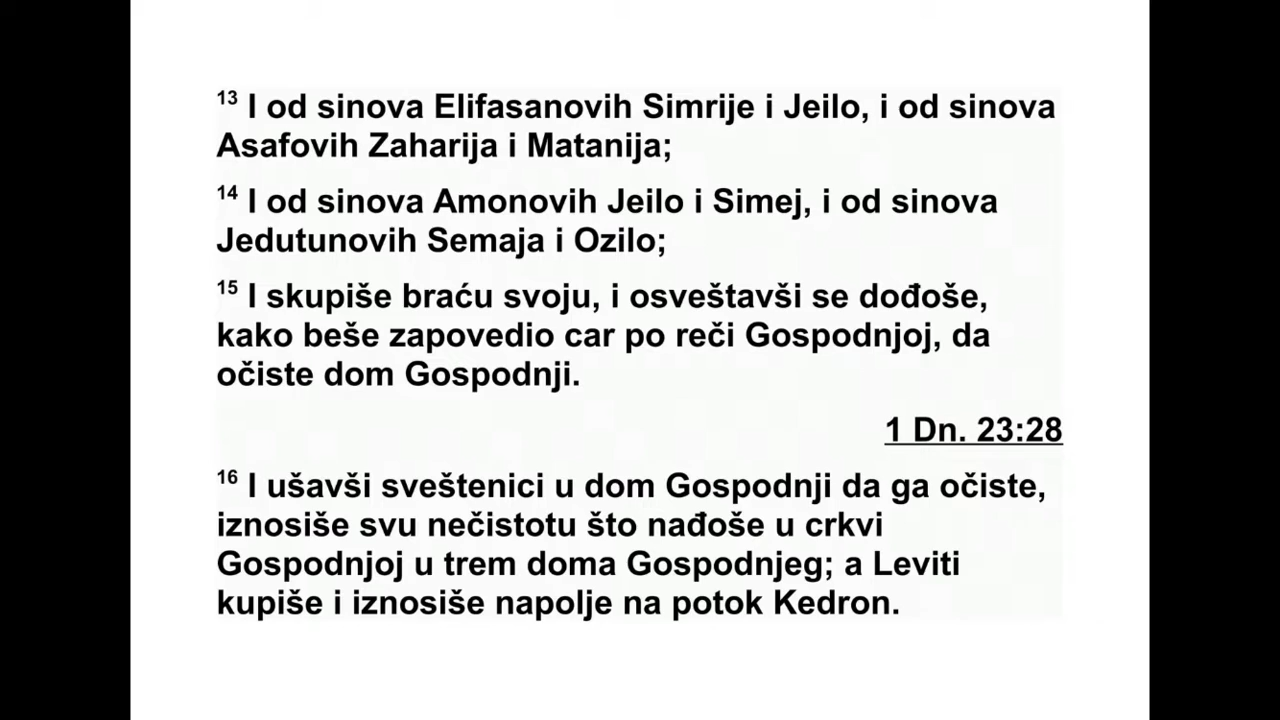 13 I od sinova Elifasanovih Simrije i Jeilo, i od sinova
Asafovih Zaharija i Matanija;
14 I od sinova Amonovih Jeilo i Simej, i od sinova
Jedutunovih Semaja i Ozilo;
15 I skupiše braću svoju, i osveštavši se dođoše,
kako beše zapovedio car po reči Gospodnjoj, da
očiste dom Gospodnji.
1 Dn. 23:28
16 I ušavši sveštenici u dom Gospodnji da ga očiste,
iznosiše svu nečistotu što nađoše u crkvi
Gospodnjoj u trem doma Gospodnjeg; a Leviti
kupiše i iznosiše napolje na potok Kedron.